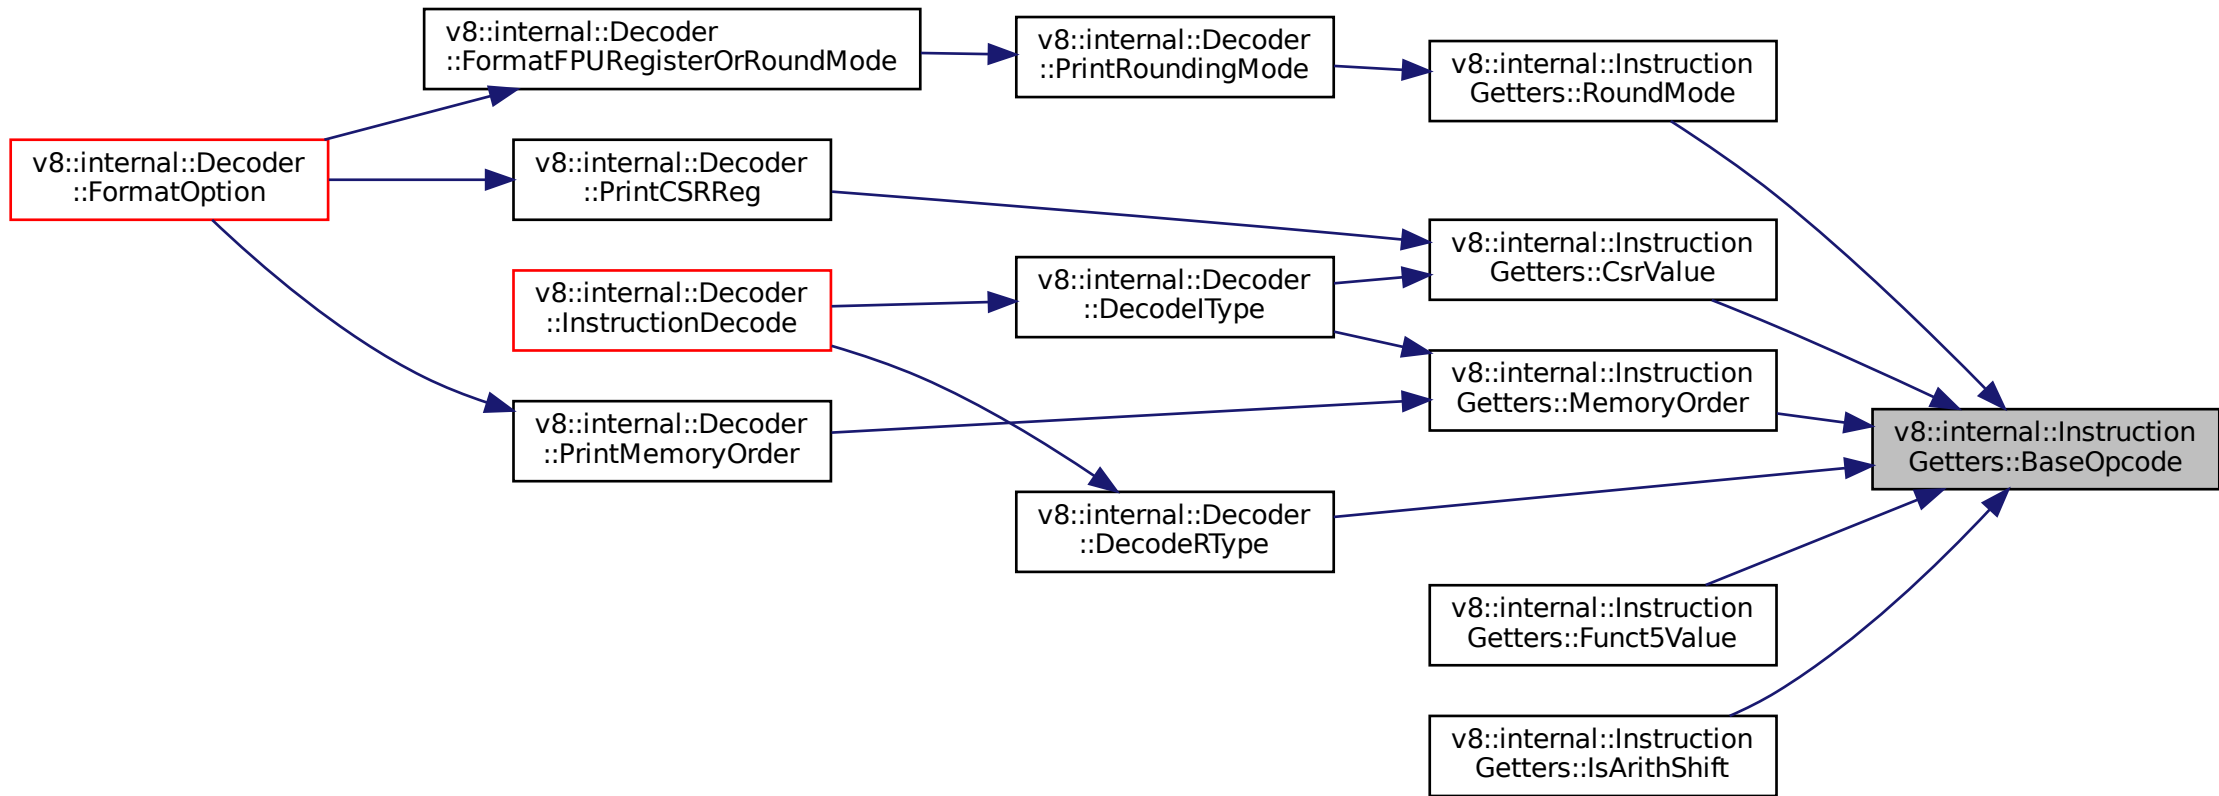 v8::internal::Decoder
::FormatFPURegisterOrRoundMode
v8::internal::Decoder
::PrintRoundingMode
v8::internal::Instruction
Getters::RoundMode
v8::internal::Decoder
::FormatOption
v8::internal::Decoder
::PrintCSRReg
v8::internal::Instruction
Getters::CsrValue
v8::internal::Decoder
::InstructionDecode
v8::internal::Decoder
::DecodeIType
v8::internal::Instruction
Getters::MemoryOrder
v8::internal::Decoder
::PrintMemoryOrder
v8::internal::Instruction
Getters::BaseOpcode
v8::internal::Decoder
::DecodeRType
v8::internal::Instruction
Getters::Funct5Value
v8::internal::Instruction
Getters::IsArithShift